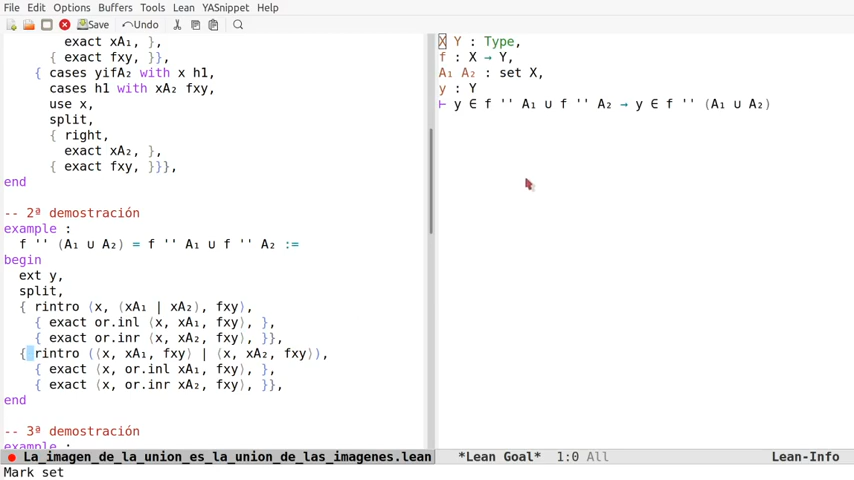 File Edit Options Buffers Tools Lean YASnippet Help
Save Undo
exact xA₁, },
{ exact fxy, }},
{ cases yifA₂ with x h1,
cases h1 with xA₂ fxy,
use x,
split,
{ right,
exact xA₂, },
{ exact fxy, }}},
end
-- 2ª demostración
example :
f '' (A₁ ∪ A₂) = f '' A₁ ∪ f '' A₂ :=
begin
ext y,
split,
{ rintro ⟨x, ⟨xA₁ | xA₂⟩, fxy⟩,
{ exact or.inl ⟨x, xA₁, fxy⟩, },
{ exact or.inr ⟨x, xA₂, fxy⟩, }},
{ rintro (⟨x, xA₁, fxy⟩ | ⟨x, xA₂, fxy⟩),
{ exact ⟨x, or.inl xA₁, fxy⟩, },
{ exact ⟨x, or.inr xA₂, fxy⟩, }},
end
-- 3ª demostración
example :
La_imagen_de_la_union_es_la_union_de_las_imagenes.lean
X Y : Type,
f : X → Y,
A₁ A₂ : set X,
y : Y
⊢ y ∈ f '' A₁ ∪ f '' A₂ → y ∈ f '' (A₁ ∪ A₂)
*Lean Goal* 1:0 All Lean-Info
Mark set